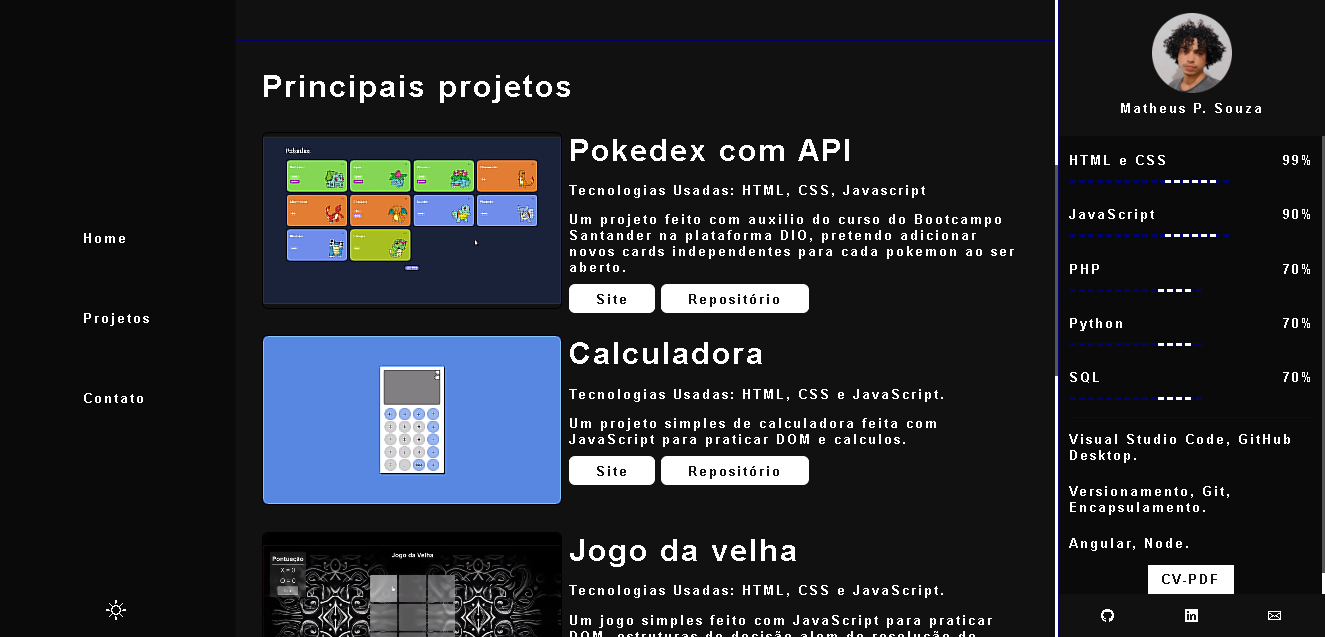 Home
Projetos
Contato
Principais projetos
Pokedex
Pokedex com API
Tecnologias Usadas: HTML, CSS, Javascript
Um projeto feito com auxilio do curso do Bootcampo
Santander na plataforma DIO, pretendo adicionar
novos cards independentes para cada pokemon ao ser
aberto.
Site
Repositório
Calculadora
Tecnologias Usadas: HTML, CSS e JavaScript.
Um projeto simples de calculadora feita com
JavaScript para praticar DOM e calculos.
Site
Repositório
Pontuação
X = 0
O = 0
Jogo da Velha
Jogo da velha
Tecnologias Usadas: HTML, CSS e JavaScript.
Um jogo simples feito com JavaScript para praticar
DOM, estruturas de decisão alem de resolução de
Matheus P. Souza
HTML e CSS 99%
JavaScript 90%
PHP 70%
Python 70%
SQL 70%
Visual Studio Code, GitHub
Desktop.
Versionamento, Git,
Encapsulamento.
Angular, Node.
CV-PDF